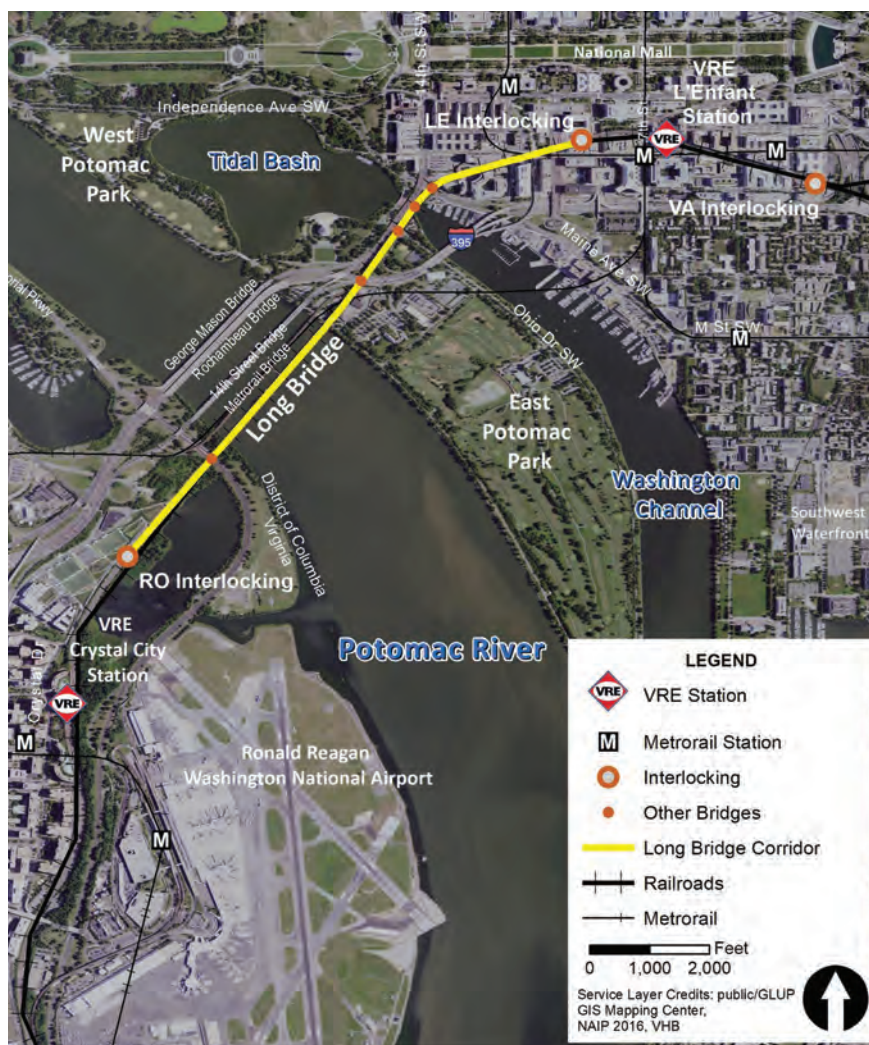 National Mall
14th St SW
VRE
L'Enfant
Station
Independence Ave SW
LE Interlocking
7th St
M
VRE
M
M
West
Potomac
Park
Tidal Basin
VA Interlocking
395
Maine Ave SW
George Mason Bridge
Rochambeau Bridge
14th Street Bridge
Metrorail Bridge
Long Bridge
Ohio Dr SW
M St SW
M
East
Potomac
Park
Washington
Channel
Southwest
Waterfront
District of Columbia
Virginia
RO Interlocking
VRE
Crystal City
Station
Potomac River
VRE
M
Ronald Reagan
Washington National Airport
M
LEGEND
VRE VRE Station
M Metrorail Station
Interlocking
Other Bridges
Long Bridge Corridor
Railroads
Metrorail
Feet
0 1,000 2,000
Service Layer Credits: public/GLUP
GIS Mapping Center,
NAIP 2016, VHB